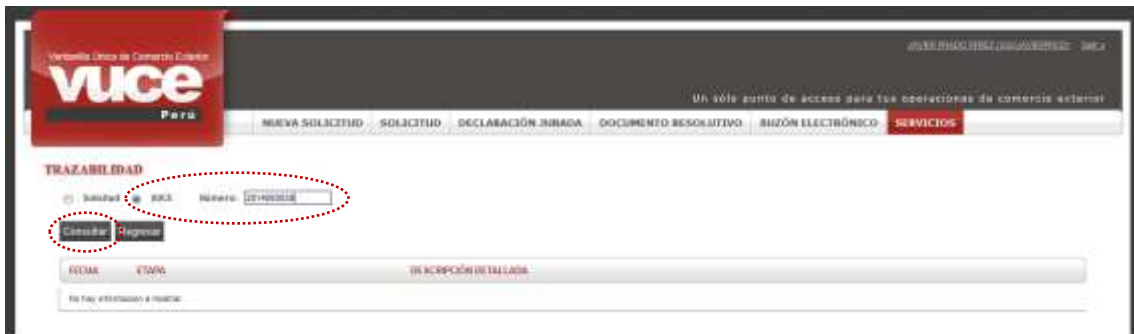 Ventanilla Única de Comercio Exterior
vuce
Perú
Salir »
Un sólo punto de acceso para tus operaciones de comercio exterior
NUEVA SOLICITUD SOLICITUD DECLARACIÓN JURADA DOCUMENTO RESOLUTIVO BUZÓN ELECTRÓNICO SERVICIOS
TRAZABILIDAD
Solicitud SUCE Número:
Consultar Regresar
FECHA ETAPA DESCRIPCIÓN DETALLADA
No hay información a mostrar.